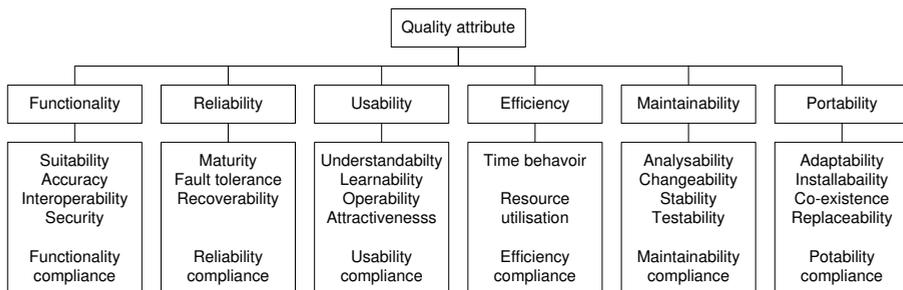 Quality attribute
Functionality
Reliability
Usability
Efficiency
Maintainability
Portability
Suitability
Accuracy
Interoperability
Security
Functionality
compliance
Maturity
Fault tolerance
Recoverability
Reliability
compliance
Understandabilty
Learnability
Operability
Attractivenesss
Usability
compliance
Time behavoir
Resource
utilisation
Efficiency
compliance
Analysability
Changeability
Stability
Testability
Maintainability
compliance
Adaptability
Installabaility
Co-existence
Replaceability
Potability
compliance